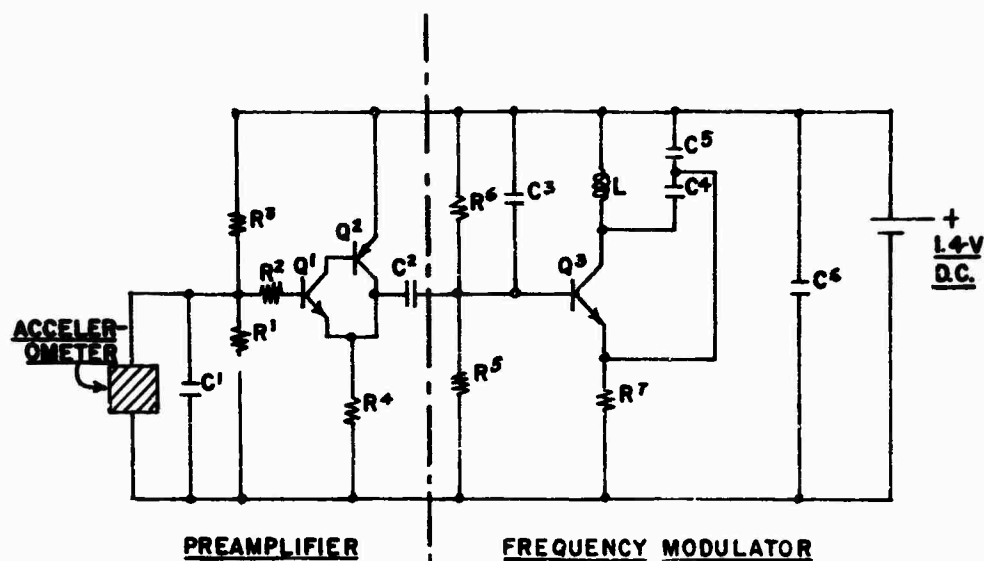 C⁵
C⁴
R⁶
C³
L
+
1.4-V
D.C.
R³
Q²
R²
Q¹
C²
Q³
C⁶
ACCELER-
OMETER
R¹
C¹
R⁴
R⁵
R⁷
PREAMPLIFIER
FREQUENCY MODULATOR